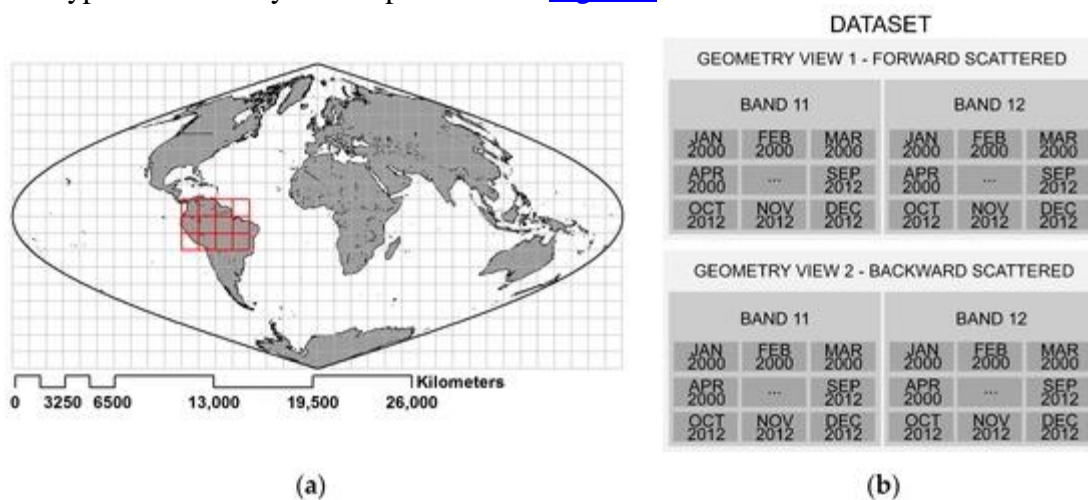 DATASET
GEOMETRY VIEW 1 - FORWARD SCATTERED
BAND 11 BAND 12
JAN 2000 FEB 2000 MAR 2000 JAN 2000 FEB 2000 MAR 2000
APR 2000 ... SEP 2012 APR 2000 ... SEP 2012
OCT 2012 NOV 2012 DEC 2012 OCT 2012 NOV 2012 DEC 2012
GEOMETRY VIEW 2 - BACKWARD SCATTERED
BAND 11 BAND 12
JAN 2000 FEB 2000 MAR 2000 JAN 2000 FEB 2000 MAR 2000
APR 2000 ... SEP 2012 APR 2000 ... SEP 2012
OCT 2012 NOV 2012 DEC 2012 OCT 2012 NOV 2012 DEC 2012
Kilometers
0 3250 6500 13,000 19,500 26,000
(a) (b)